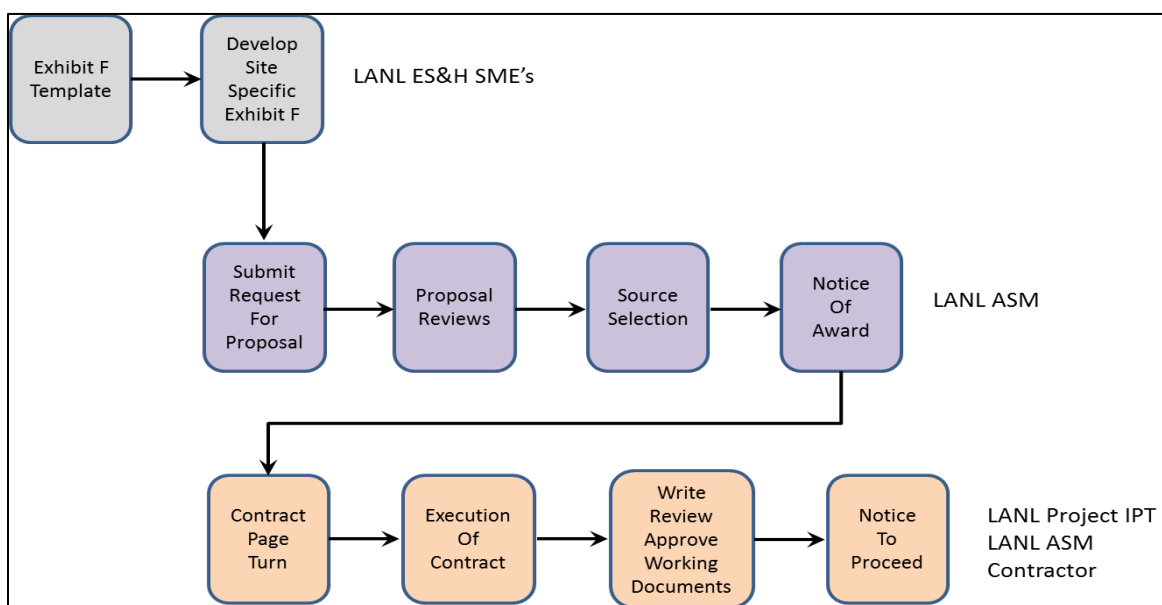 Exhibit F
Template
Develop
Site
Specific
Exhibit F
LANL ES&H SME’s
Submit
Request
For
Proposal
Proposal
Reviews
Source
Selection
Notice
Of
Award
LANL ASM
Contract
Page
Turn
Execution
Of
Contract
Write
Review
Approve
Working
Documents
Notice
To
Proceed
LANL Project IPT
LANL ASM
Contractor